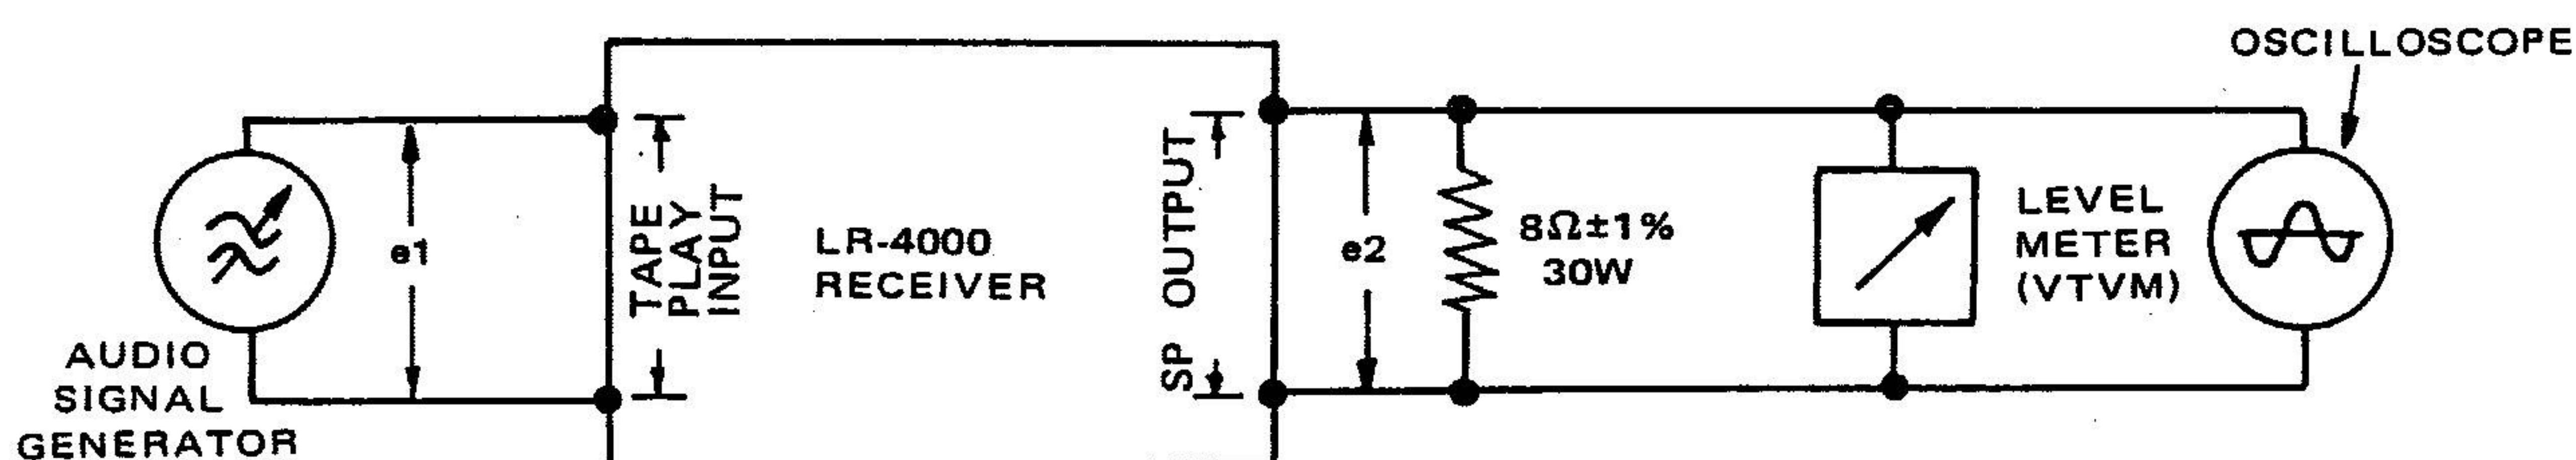 OSCILLOSCOPE
e1
TAPE
PLAY
INPUT
LR-4000
RECEIVER
SP OUTPUT
e2
8Ω±1%
30W
LEVEL
METER
(VTVM)
AUDIO
SIGNAL
GENERATOR